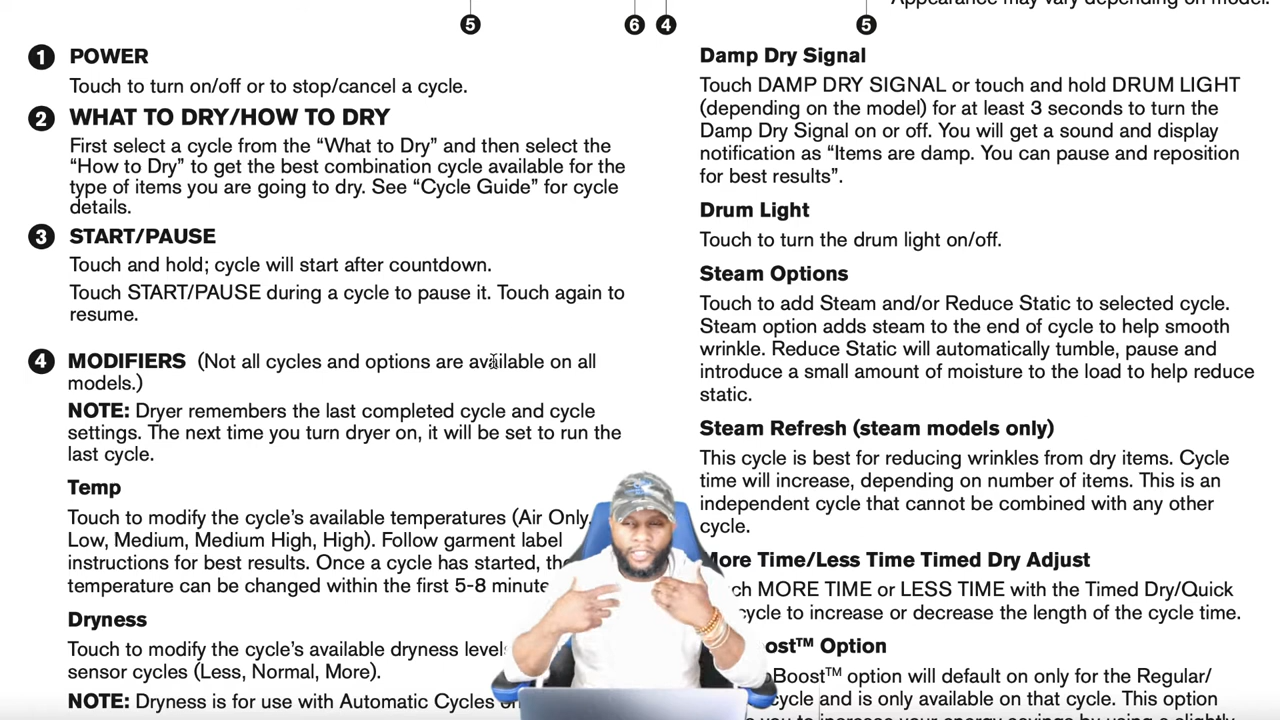 Appearance may vary depending on model.
5
6
4
5
1 POWER
Touch to turn on/off or to stop/cancel a cycle.
2 WHAT TO DRY/HOW TO DRY
First select a cycle from the “What to Dry” and then select the
“How to Dry” to get the best combination cycle available for the
type of items you are going to dry. See “Cycle Guide” for cycle
details.
3 START/PAUSE
Touch and hold; cycle will start after countdown.
Touch START/PAUSE during a cycle to pause it. Touch again to
resume.
4 MODIFIERS (Not all cycles and options are available on all
models.)
NOTE: Dryer remembers the last completed cycle and cycle
settings. The next time you turn dryer on, it will be set to run the
last cycle.
Temp
Touch to modify the cycle’s available temperatures (Air Only,
Low, Medium, Medium High, High). Follow garment label
instructions for best results. Once a cycle has started, the
temperature can be changed within the first 5-8 minute
Dryness
Touch to modify the cycle’s available dryness levels
sensor cycles (Less, Normal, More).
NOTE: Dryness is for use with Automatic Cycles
Damp Dry Signal
Touch DAMP DRY SIGNAL or touch and hold DRUM LIGHT
(depending on the model) for at least 3 seconds to turn the
Damp Dry Signal on or off. You will get a sound and display
notification as “Items are damp. You can pause and reposition
for best results”.
Drum Light
Touch to turn the drum light on/off.
Steam Options
Touch to add Steam and/or Reduce Static to selected cycle.
Steam option adds steam to the end of cycle to help smooth
wrinkle. Reduce Static will automatically tumble, pause and
introduce a small amount of moisture to the load to help reduce
static.
Steam Refresh (steam models only)
This cycle is best for reducing wrinkles from dry items. Cycle
time will increase, depending on number of items. This is an
independent cycle that cannot be combined with any other
cycle.
More Time/Less Time Timed Dry Adjust
ch MORE TIME or LESS TIME with the Timed Dry/Quick
cycle to increase or decrease the length of the cycle time.
ost™ Option
Boost™ option will default on only for the Regular/
cycle and is only available on that cycle. This option
you to increase your energy savings by using a slightly